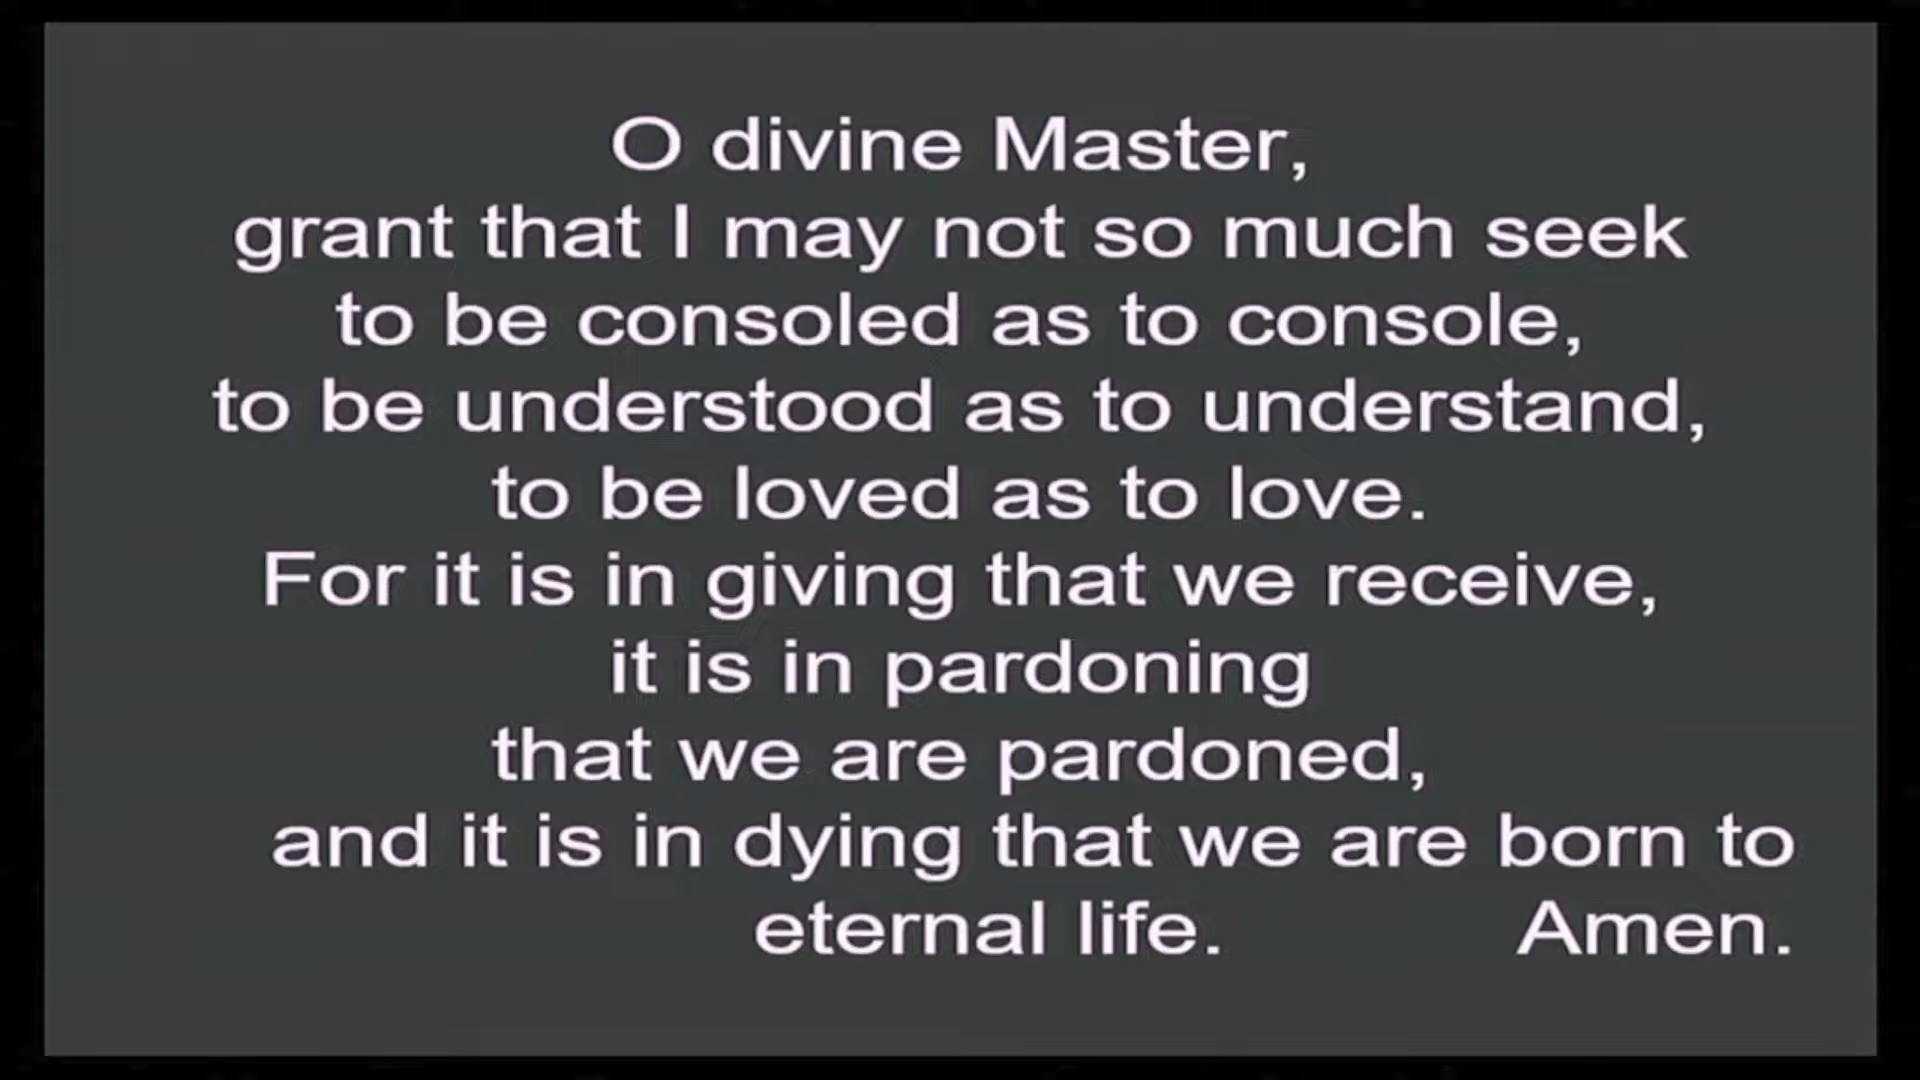 O divine Master,
grant that I may not so much seek
to be consoled as to console,
to be understood as to understand,
to be loved as to love.
For it is in giving that we receive,
it is in pardoning
that we are pardoned,
and it is in dying that we are born to
eternal life. Amen.